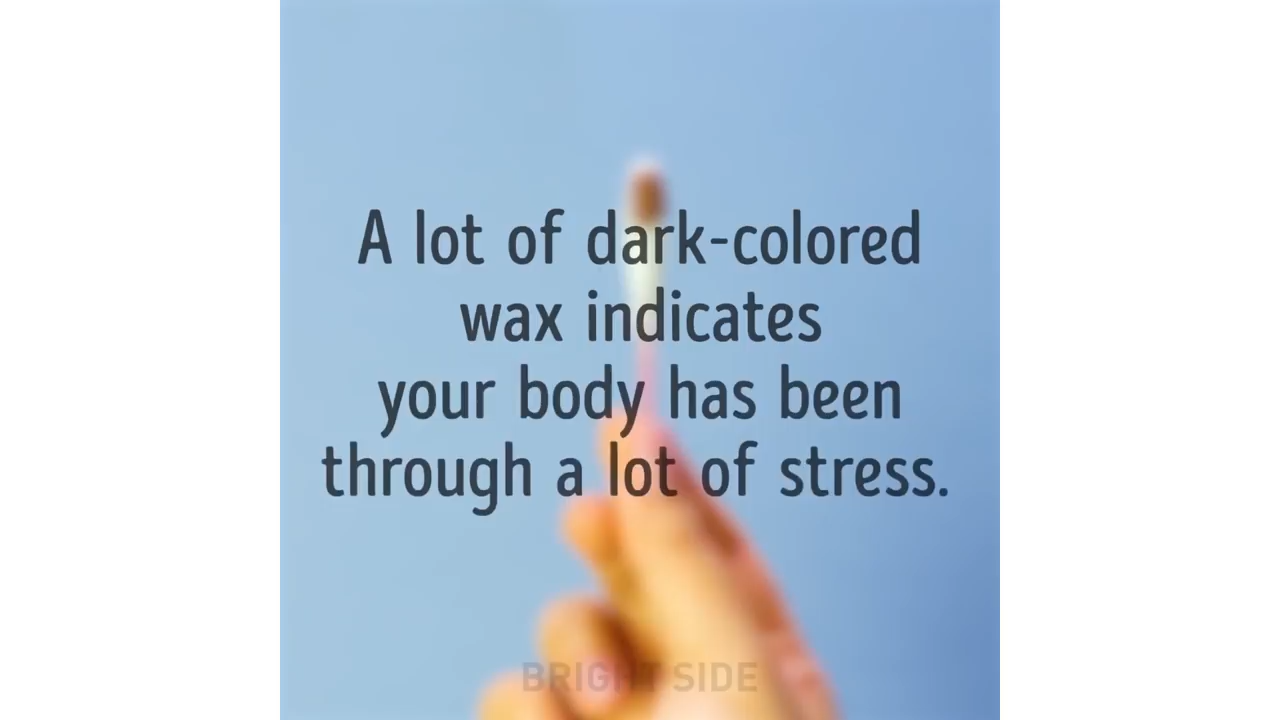 A lot of dark-colored
wax indicates
your body has been
through a lot of stress.
BRIGHT SIDE